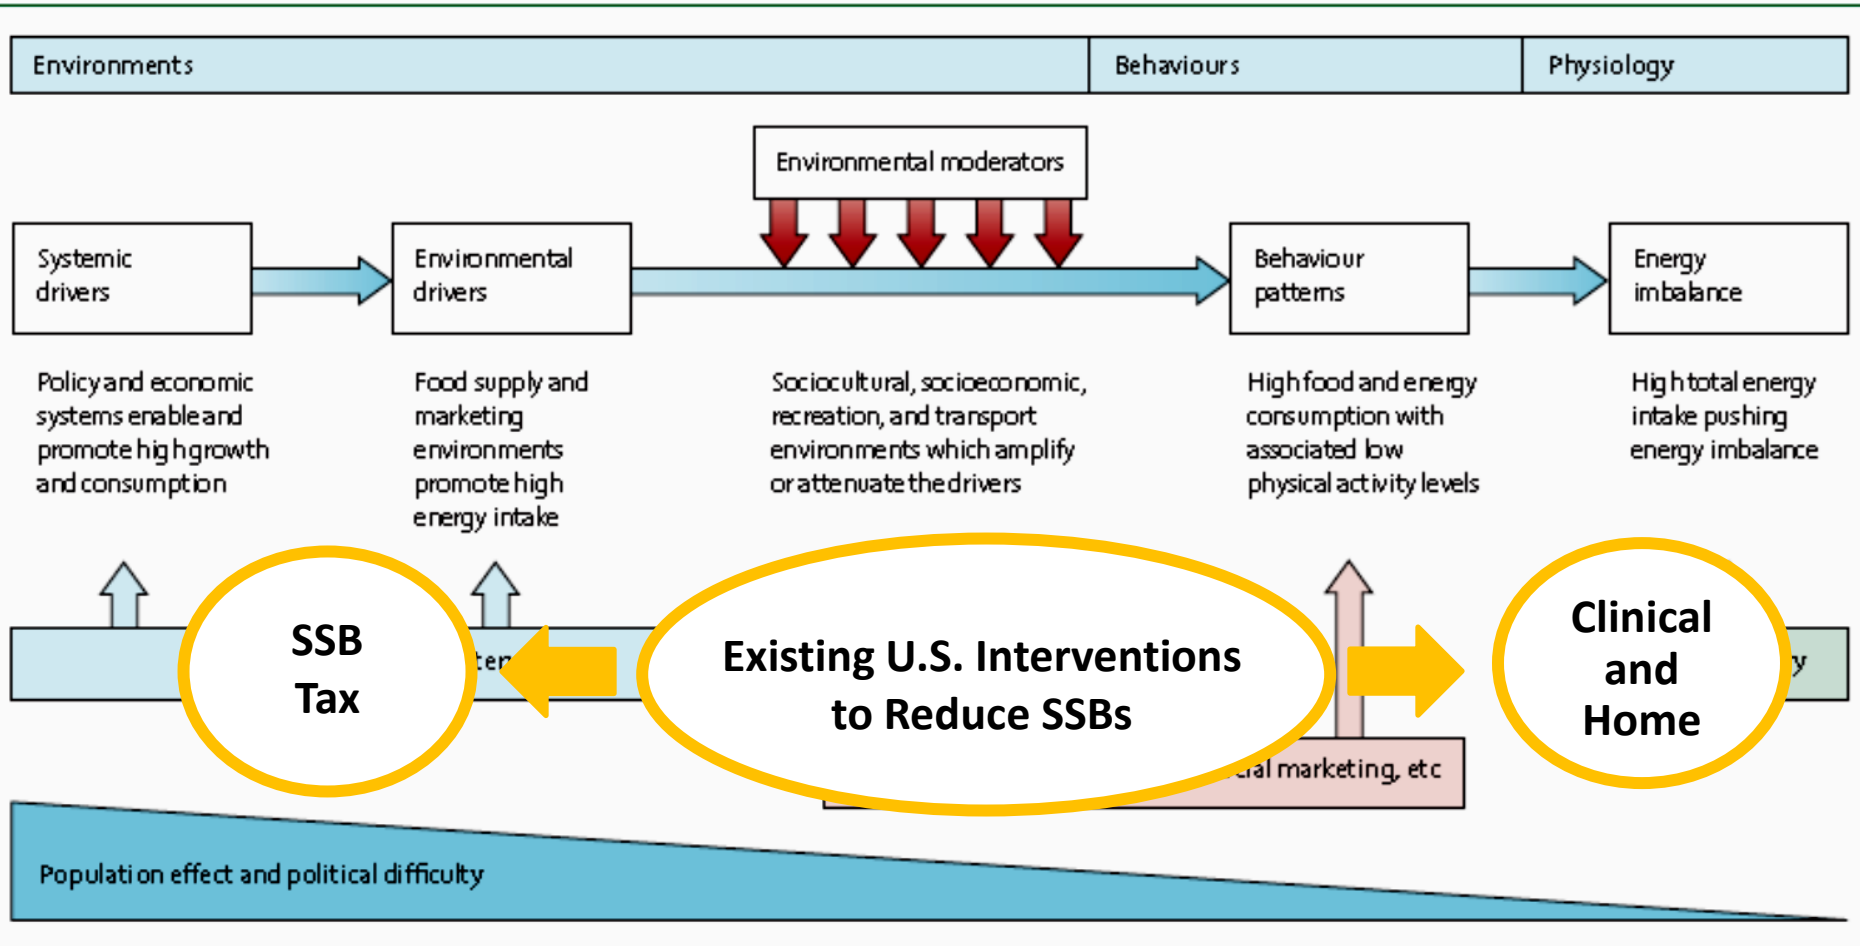 Environments
Behaviours
Physiology
Environmental moderators
Systemic
drivers
Environmental
drivers
Behaviour
patterns
Energy
imbalance
Policy and economic
systems enable and
promote high growth
and consumption
Food supply and
marketing
environments
promote high
energy intake
Sociocultural, socioeconomic,
recreation, and transport
environments which amplify
or attenuate the drivers
High food and energy
consumption with
associated low
physical activity levels
High total energy
intake pushing
energy imbalance
SSB
Tax
Existing U.S. Interventions
to Reduce SSBs
Clinical
and
Home
marketing, etc
Population effect and political difficulty